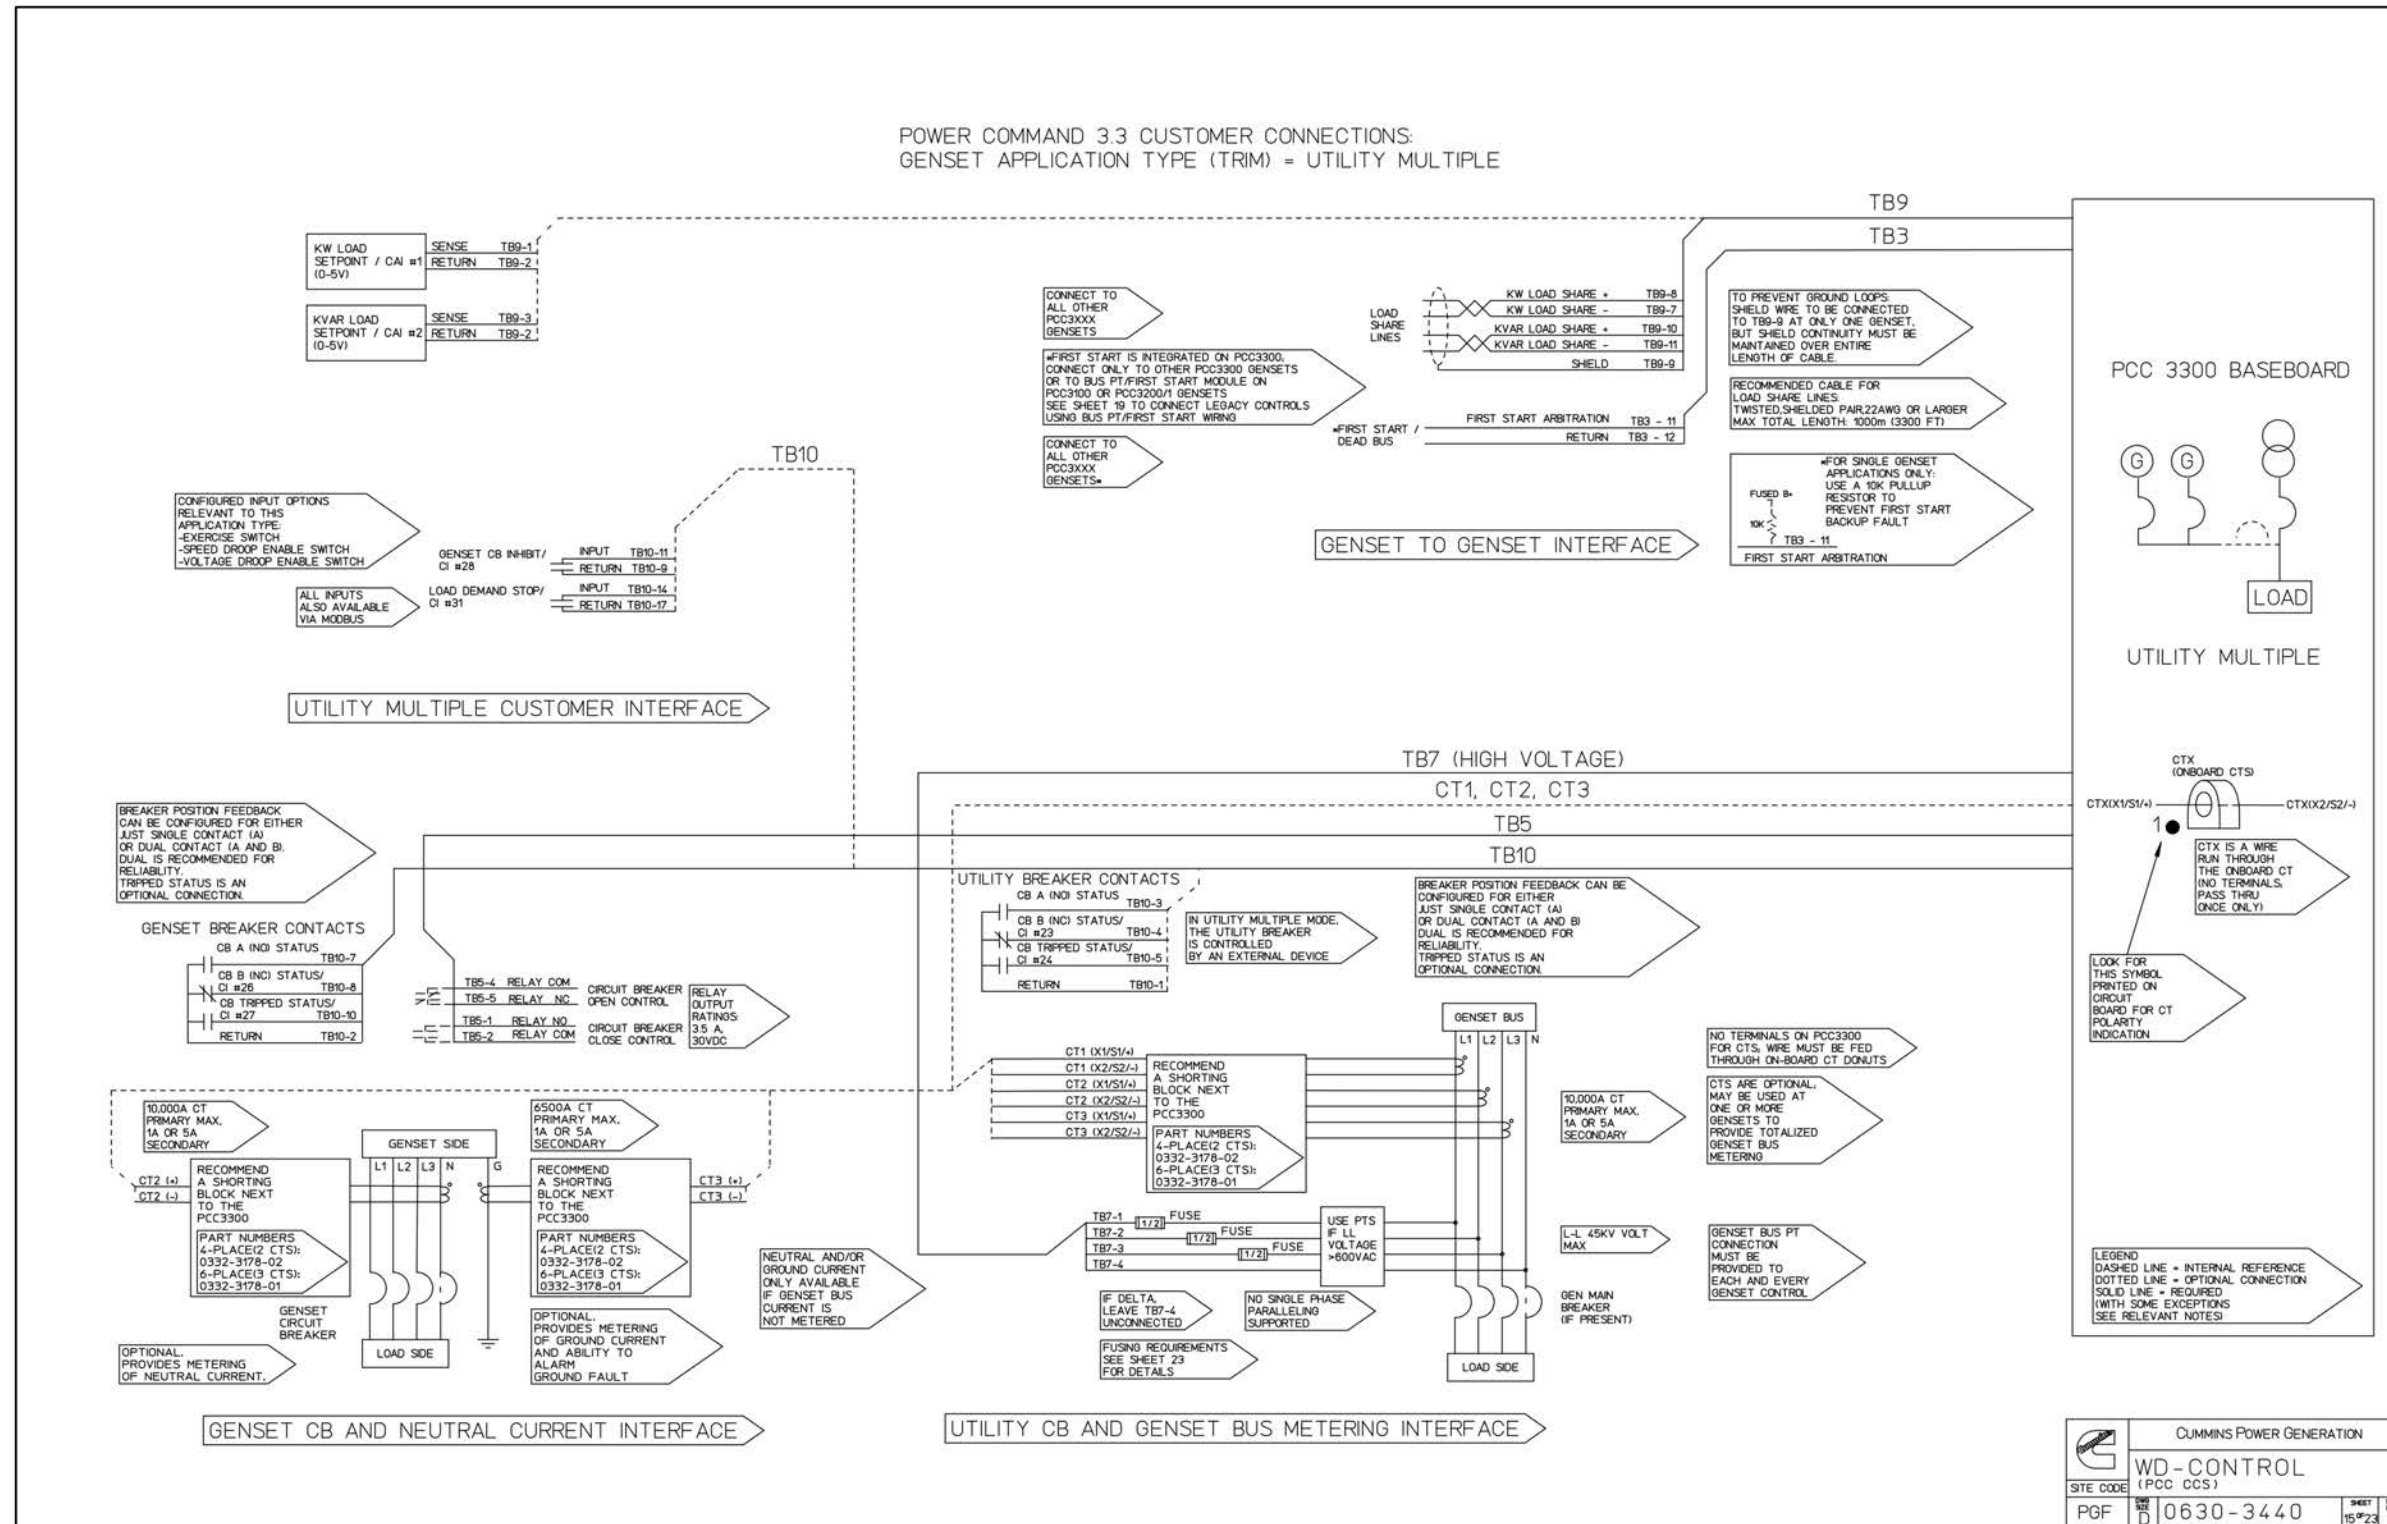 POWER COMMAND 3.3 CUSTOMER CONNECTIONS:
GENSET APPLICATION TYPE (TRIM) = UTILITY MULTIPLE
TB9
TB3
KW LOAD
SETPOINT / CAI #1
(0-5V)
SENSE TB9-1
RETURN TB9-2
KVAR LOAD
SETPOINT / CAI #2
(0-5V)
SENSE TB9-3
RETURN TB9-2
CONNECT TO
ALL OTHER
PCC3XXX
GENSETS
*FIRST START IS INTEGRATED ON PCC3300,
CONNECT ONLY TO OTHER PCC3300 GENSETS
OR TO BUS PT/FIRST START MODULE ON
PCC3100 OR PCC3200/1 GENSETS
SEE SHEET 19 TO CONNECT LEGACY CONTROLS
USING BUS PT/FIRST START WIRING
CONNECT TO
ALL OTHER
PCC3XXX
GENSETS*
LOAD
SHARE
LINES
KW LOAD SHARE + TB9-8
KW LOAD SHARE - TB9-7
KVAR LOAD SHARE + TB9-10
KVAR LOAD SHARE - TB9-11
SHIELD TB9-9
*FIRST START /
DEAD BUS
FIRST START ARBITRATION TB3 - 11
RETURN TB3 - 12
TO PREVENT GROUND LOOPS:
SHIELD WIRE TO BE CONNECTED
TO TB9-9 AT ONLY ONE GENSET,
BUT SHIELD CONTINUITY MUST BE
MAINTAINED OVER ENTIRE
LENGTH OF CABLE.
RECOMMENDED CABLE FOR
LOAD SHARE LINES:
TWISTED,SHIELDED PAIR,22AWG OR LARGER
MAX TOTAL LENGTH: 1000m (3300 FT)
*FOR SINGLE GENSET
APPLICATIONS ONLY:
USE A 10K PULLUP
RESISTOR TO
PREVENT FIRST START
BACKUP FAULT
FUSED B+
10K
TB3 - 11
FIRST START ARBITRATION
GENSET TO GENSET INTERFACE
PCC 3300 BASEBOARD
G G
LOAD
UTILITY MULTIPLE
TB10
CONFIGURED INPUT OPTIONS
RELEVANT TO THIS
APPLICATION TYPE:
-EXERCISE SWITCH
-SPEED DROOP ENABLE SWITCH
-VOLTAGE DROOP ENABLE SWITCH
ALL INPUTS
ALSO AVAILABLE
VIA MODBUS
GENSET CB INHIBIT/
CI #28
INPUT TB10-11
RETURN TB10-9
LOAD DEMAND STOP/
CI #31
INPUT TB10-14
RETURN TB10-17
UTILITY MULTIPLE CUSTOMER INTERFACE
TB7 (HIGH VOLTAGE)
CT1, CT2, CT3
TB5
TB10
CTX
(ONBOARD CTS)
CTX(X1/S1/+)
CTX(X2/S2/-)
1
CTX IS A WIRE
RUN THROUGH
THE ONBOARD CT
(NO TERMINALS,
PASS THRU
ONCE ONLY)
LOOK FOR
THIS SYMBOL
PRINTED ON
CIRCUIT
BOARD FOR CT
POLARITY
INDICATION
BREAKER POSITION FEEDBACK
CAN BE CONFIGURED FOR EITHER
JUST SINGLE CONTACT (A)
OR DUAL CONTACT (A AND B).
DUAL IS RECOMMENDED FOR
RELIABILITY.
TRIPPED STATUS IS AN
OPTIONAL CONNECTION.
GENSET BREAKER CONTACTS
CB A (NO) STATUS
TB10-7
CB B (NC) STATUS/
CI #26 TB10-8
CB TRIPPED STATUS/
CI #27 TB10-10
RETURN TB10-2
TB5-4 RELAY COM
TB5-5 RELAY NC
CIRCUIT BREAKER
OPEN CONTROL
TB5-1 RELAY NO
TB5-2 RELAY COM
CIRCUIT BREAKER
CLOSE CONTROL
RELAY
OUTPUT
RATINGS:
3.5 A,
30VDC
UTILITY BREAKER CONTACTS
CB A (NO) STATUS
TB10-3
CB B (NC) STATUS/
CI #23 TB10-4
CB TRIPPED STATUS/
CI #24 TB10-5
RETURN TB10-1
IN UTILITY MULTIPLE MODE,
THE UTILITY BREAKER
IS CONTROLLED
BY AN EXTERNAL DEVICE
BREAKER POSITION FEEDBACK CAN BE
CONFIGURED FOR EITHER
JUST SINGLE CONTACT (A)
OR DUAL CONTACT (A AND B)
DUAL IS RECOMMENDED FOR
RELIABILITY.
TRIPPED STATUS IS AN
OPTIONAL CONNECTION.
GENSET BUS
L1 L2 L3 N
CT1 (X1/S1/+)
CT1 (X2/S2/-)
CT2 (X1/S1/+)
CT2 (X2/S2/-)
CT3 (X1/S1/+)
CT3 (X2/S2/-)
RECOMMEND
A SHORTING
BLOCK NEXT
TO THE
PCC3300
PART NUMBERS
4-PLACE(2 CTS):
0332-3178-02
6-PLACE(3 CTS):
0332-3178-01
10,000A CT
PRIMARY MAX,
1A OR 5A
SECONDARY
NO TERMINALS ON PCC3300
FOR CTS, WIRE MUST BE FED
THROUGH ON-BOARD CT DONUTS
CTS ARE OPTIONAL,
MAY BE USED AT
ONE OR MORE
GENSETS TO
PROVIDE TOTALIZED
GENSET BUS
METERING
TB7-1 [1/2] FUSE
TB7-2 [1/2] FUSE
TB7-3 [1/2] FUSE
TB7-4
USE PTS
IF LL
VOLTAGE
>600VAC
L-L 45KV VOLT
MAX
GENSET BUS PT
CONNECTION
MUST BE
PROVIDED TO
EACH AND EVERY
GENSET CONTROL
IF DELTA,
LEAVE TB7-4
UNCONNECTED
NO SINGLE PHASE
PARALLELING
SUPPORTED
GEN MAIN
BREAKER
(IF PRESENT)
FUSING REQUIREMENTS
SEE SHEET 23
FOR DETAILS
LOAD SIDE
10,000A CT
PRIMARY MAX,
1A OR 5A
SECONDARY
6500A CT
PRIMARY MAX,
1A OR 5A
SECONDARY
GENSET SIDE
L1 L2 L3 N G
CT2 (+)
CT2 (-)
RECOMMEND
A SHORTING
BLOCK NEXT
TO THE
PCC3300
PART NUMBERS
4-PLACE(2 CTS):
0332-3178-02
6-PLACE(3 CTS):
0332-3178-01
RECOMMEND
A SHORTING
BLOCK NEXT
TO THE
PCC3300
PART NUMBERS
4-PLACE(2 CTS):
0332-3178-02
6-PLACE(3 CTS):
0332-3178-01
CT3 (+)
CT3 (-)
NEUTRAL AND/OR
GROUND CURRENT
ONLY AVAILABLE
IF GENSET BUS
CURRENT IS
NOT METERED
GENSET
CIRCUIT
BREAKER
LOAD SIDE
OPTIONAL.
PROVIDES METERING
OF NEUTRAL CURRENT.
OPTIONAL.
PROVIDES METERING
OF GROUND CURRENT
AND ABILITY TO
ALARM
GROUND FAULT
LEGEND
DASHED LINE = INTERNAL REFERENCE
DOTTED LINE = OPTIONAL CONNECTION
SOLID LINE = REQUIRED
(WITH SOME EXCEPTIONS
SEE RELEVANT NOTES)
GENSET CB AND NEUTRAL CURRENT INTERFACE
UTILITY CB AND GENSET BUS METERING INTERFACE
CUMMINS POWER GENERATION
WD-CONTROL
(PCC CCS)
SITE CODE
PGF
DWG SIZE
D
0630-3440
SHEET
15 OF 23